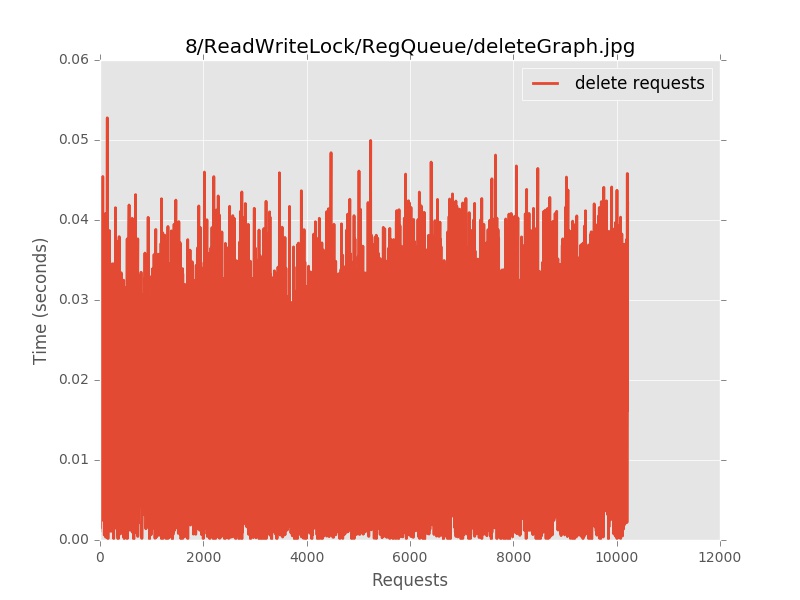 8/ReadWriteLock/RegQueue/deleteGraph.jpg
delete requests
0.06
0.05
0.04
0.03
0.02
0.01
0.00
Time (seconds)
0 2000 4000 6000 8000 10000 12000
Requests